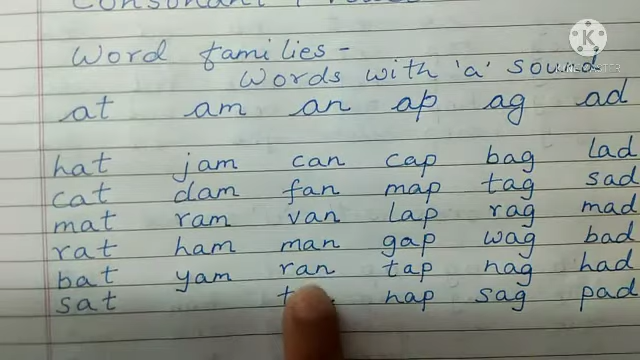 Word families -
Words with 'a' sound
at am an ap ag ad
hat jam can cap bag lad
cat dam fan map tag sad
mat ram van lap rag mad
rat ham man gap wag bad
bat yam ran tap nag had
sat nap sag pad